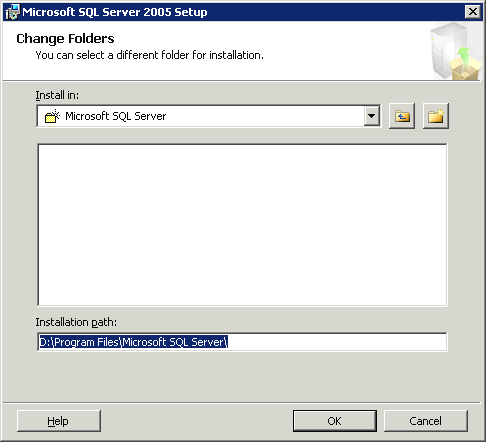 Microsoft SQL Server 2005 Setup
Change Folders
You can select a different folder for installation.
Install in:
Microsoft SQL Server
Installation path:
D:\Program Files\Microsoft SQL Server\
Help
OK
Cancel